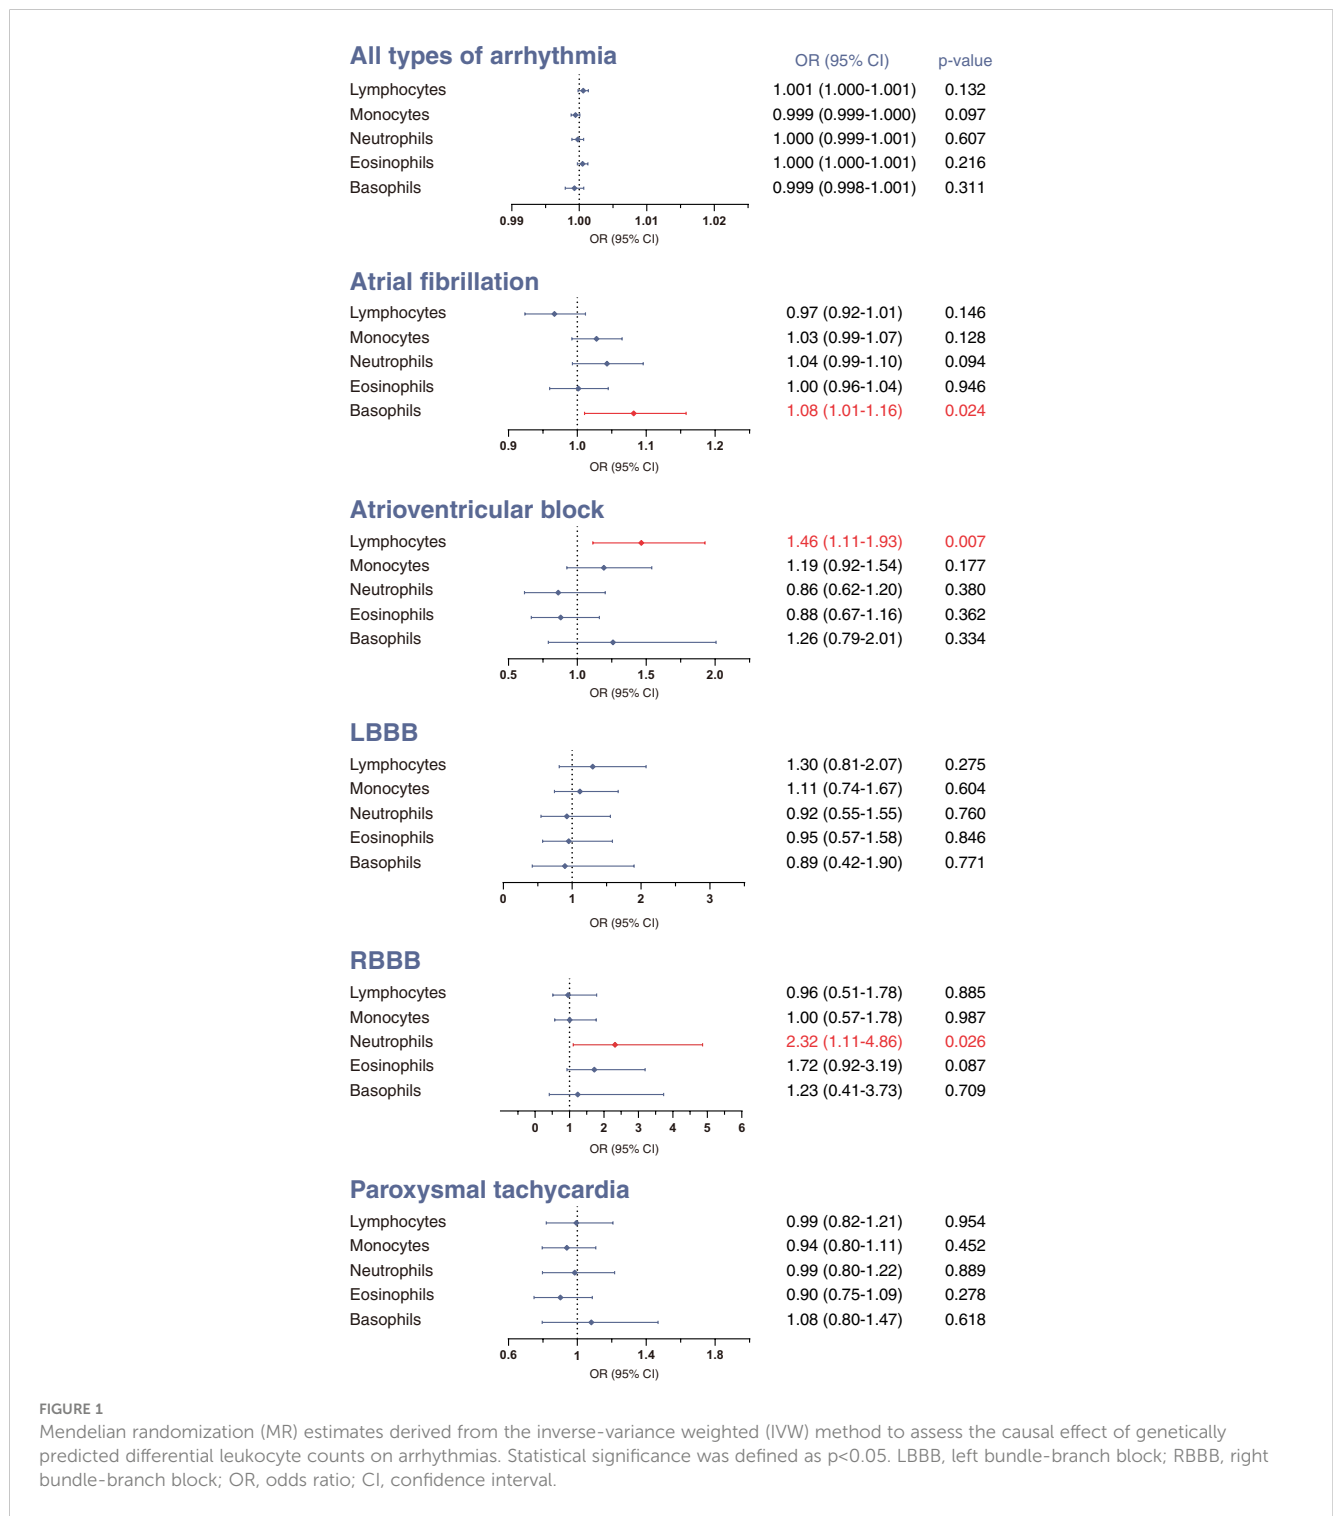 All types of arrhythmia OR (95% CI) p-value
Lymphocytes 1.001 (1.000-1.001) 0.132
Monocytes 0.999 (0.999-1.000) 0.097
Neutrophils 1.000 (0.999-1.001) 0.607
Eosinophils 1.000 (1.000-1.001) 0.216
Basophils 0.999 (0.998-1.001) 0.311
0.99 1.00 1.01 1.02
OR (95% CI)
Atrial fibrillation
Lymphocytes 0.97 (0.92-1.01) 0.146
Monocytes 1.03 (0.99-1.07) 0.128
Neutrophils 1.04 (0.99-1.10) 0.094
Eosinophils 1.00 (0.96-1.04) 0.946
Basophils 1.08 (1.01-1.16) 0.024
0.9 1.0 1.1 1.2
OR (95% CI)
Atrioventricular block
Lymphocytes 1.46 (1.11-1.93) 0.007
Monocytes 1.19 (0.92-1.54) 0.177
Neutrophils 0.86 (0.62-1.20) 0.380
Eosinophils 0.88 (0.67-1.16) 0.362
Basophils 1.26 (0.79-2.01) 0.334
0.5 1.0 1.5 2.0
OR (95% CI)
LBBB
Lymphocytes 1.30 (0.81-2.07) 0.275
Monocytes 1.11 (0.74-1.67) 0.604
Neutrophils 0.92 (0.55-1.55) 0.760
Eosinophils 0.95 (0.57-1.58) 0.846
Basophils 0.89 (0.42-1.90) 0.771
0 1 2 3
OR (95% CI)
RBBB
Lymphocytes 0.96 (0.51-1.78) 0.885
Monocytes 1.00 (0.57-1.78) 0.987
Neutrophils 2.32 (1.11-4.86) 0.026
Eosinophils 1.72 (0.92-3.19) 0.087
Basophils 1.23 (0.41-3.73) 0.709
0 1 2 3 4 5 6
OR (95% CI)
Paroxysmal tachycardia
Lymphocytes 0.99 (0.82-1.21) 0.954
Monocytes 0.94 (0.80-1.11) 0.452
Neutrophils 0.99 (0.80-1.22) 0.889
Eosinophils 0.90 (0.75-1.09) 0.278
Basophils 1.08 (0.80-1.47) 0.618
0.6 1 1.4 1.8
OR (95% CI)
FIGURE 1
Mendelian randomization (MR) estimates derived from the inverse-variance weighted (IVW) method to assess the causal effect of genetically
predicted differential leukocyte counts on arrhythmias. Statistical significance was defined as p<0.05. LBBB, left bundle-branch block; RBBB, right
bundle-branch block; OR, odds ratio; CI, confidence interval.